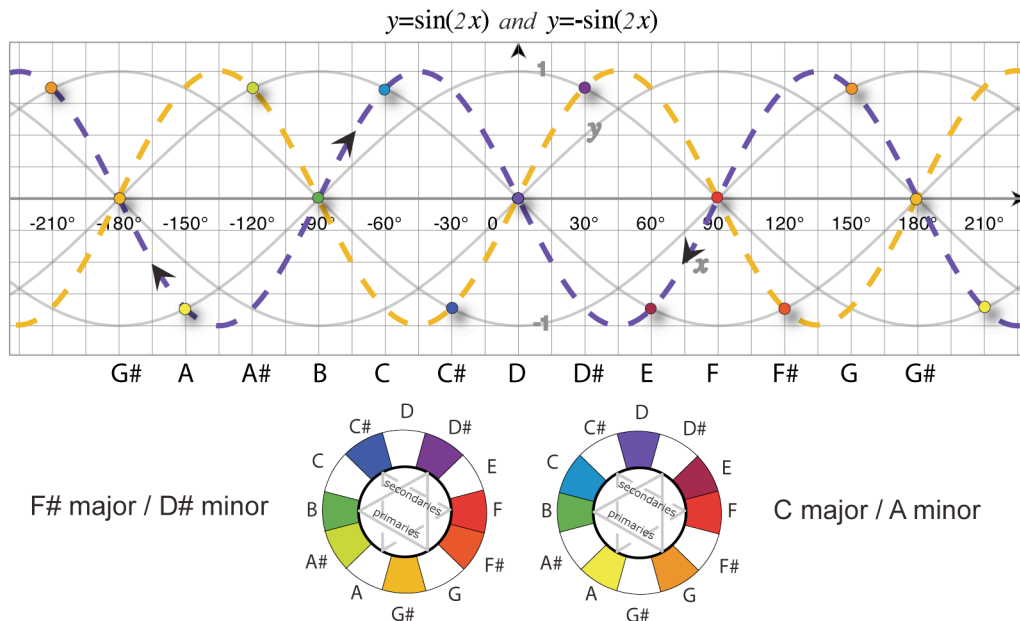 y=sin(2x) and y=-sin(2x)
1
y
-210° -180° -150° -120° -90° -60° -30° 0 30° 60° 90° 120° 150° 180° 210°
x
-1
G# A A# B C C# D D# E F F# G G#
D
C# D#
C E
B F
A# F#
A G
G#
secondaries
primaries
F# major / D# minor
D
C# D#
C E
B F
A# F#
A G
G#
secondaries
primaries
C major / A minor